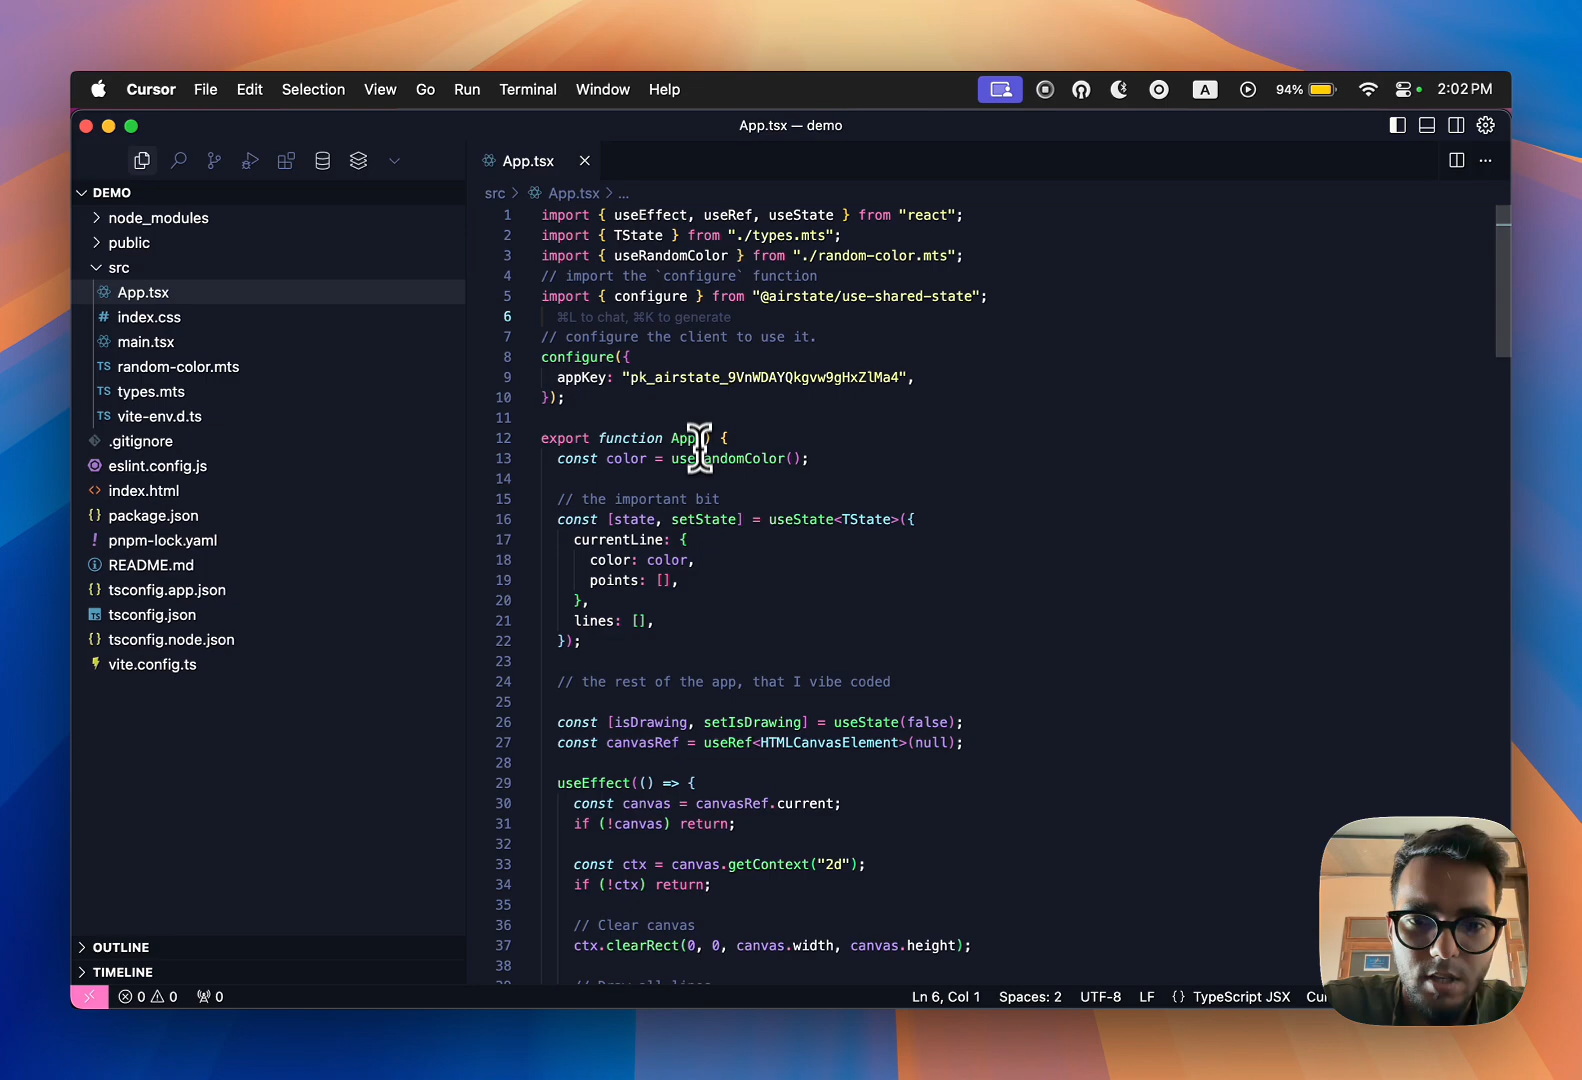 Cursor File Edit Selection View Go Run Terminal Window Help A 94% 2:02 PM
App.tsx — demo
App.tsx
DEMO
src > App.tsx > ...
node_modules
public
src
App.tsx
index.css
main.tsx
TS random-color.mts
TS types.mts
TS vite-env.d.ts
.gitignore
eslint.config.js
index.html
package.json
pnpm-lock.yaml
README.md
tsconfig.app.json
tsconfig.json
tsconfig.node.json
vite.config.ts
OUTLINE
TIMELINE
1 import { useEffect, useRef, useState } from "react";
2 import { TState } from "./types.mts";
3 import { useRandomColor } from "./random-color.mts";
4 // import the `configure` function
5 import { configure } from "@airstate/use-shared-state";
6 ⌘L to chat, ⌘K to generate
7 // configure the client to use it.
8 configure({
9 appKey: "pk_airstate_9VnWDAYQkgvw9gHxZlMa4",
10 });
11
12 export function App() {
13 const color = useRandomColor();
14
15 // the important bit
16 const [state, setState] = useState<TState>({
17 currentLine: {
18 color: color,
19 points: [],
20 },
21 lines: [],
22 });
23
24 // the rest of the app, that I vibe coded
25
26 const [isDrawing, setIsDrawing] = useState(false);
27 const canvasRef = useRef<HTMLCanvasElement>(null);
28
29 useEffect(() => {
30 const canvas = canvasRef.current;
31 if (!canvas) return;
32
33 const ctx = canvas.getContext("2d");
34 if (!ctx) return;
35
36 // Clear canvas
37 ctx.clearRect(0, 0, canvas.width, canvas.height);
38
0 0 0 Ln 6, Col 1 Spaces: 2 UTF-8 LF {} TypeScript JSX